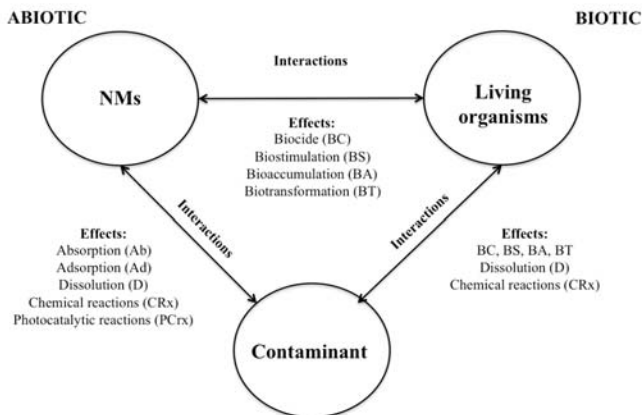 ABIOTIC
BIOTIC
Interactions
NMs
Living
organisms
Effects:
Biocide (BC)
Biostimulation (BS)
Bioaccumulation (BA)
Biotransformation (BT)
Interactions
Interactions
Effects:
Absorption (Ab)
Adsorption (Ad)
Dissolution (D)
Chemical reactions (CRx)
Photocatalytic reactions (PCrx)
Effects:
BC, BS, BA, BT
Dissolution (D)
Chemical reactions (CRx)
Contaminant